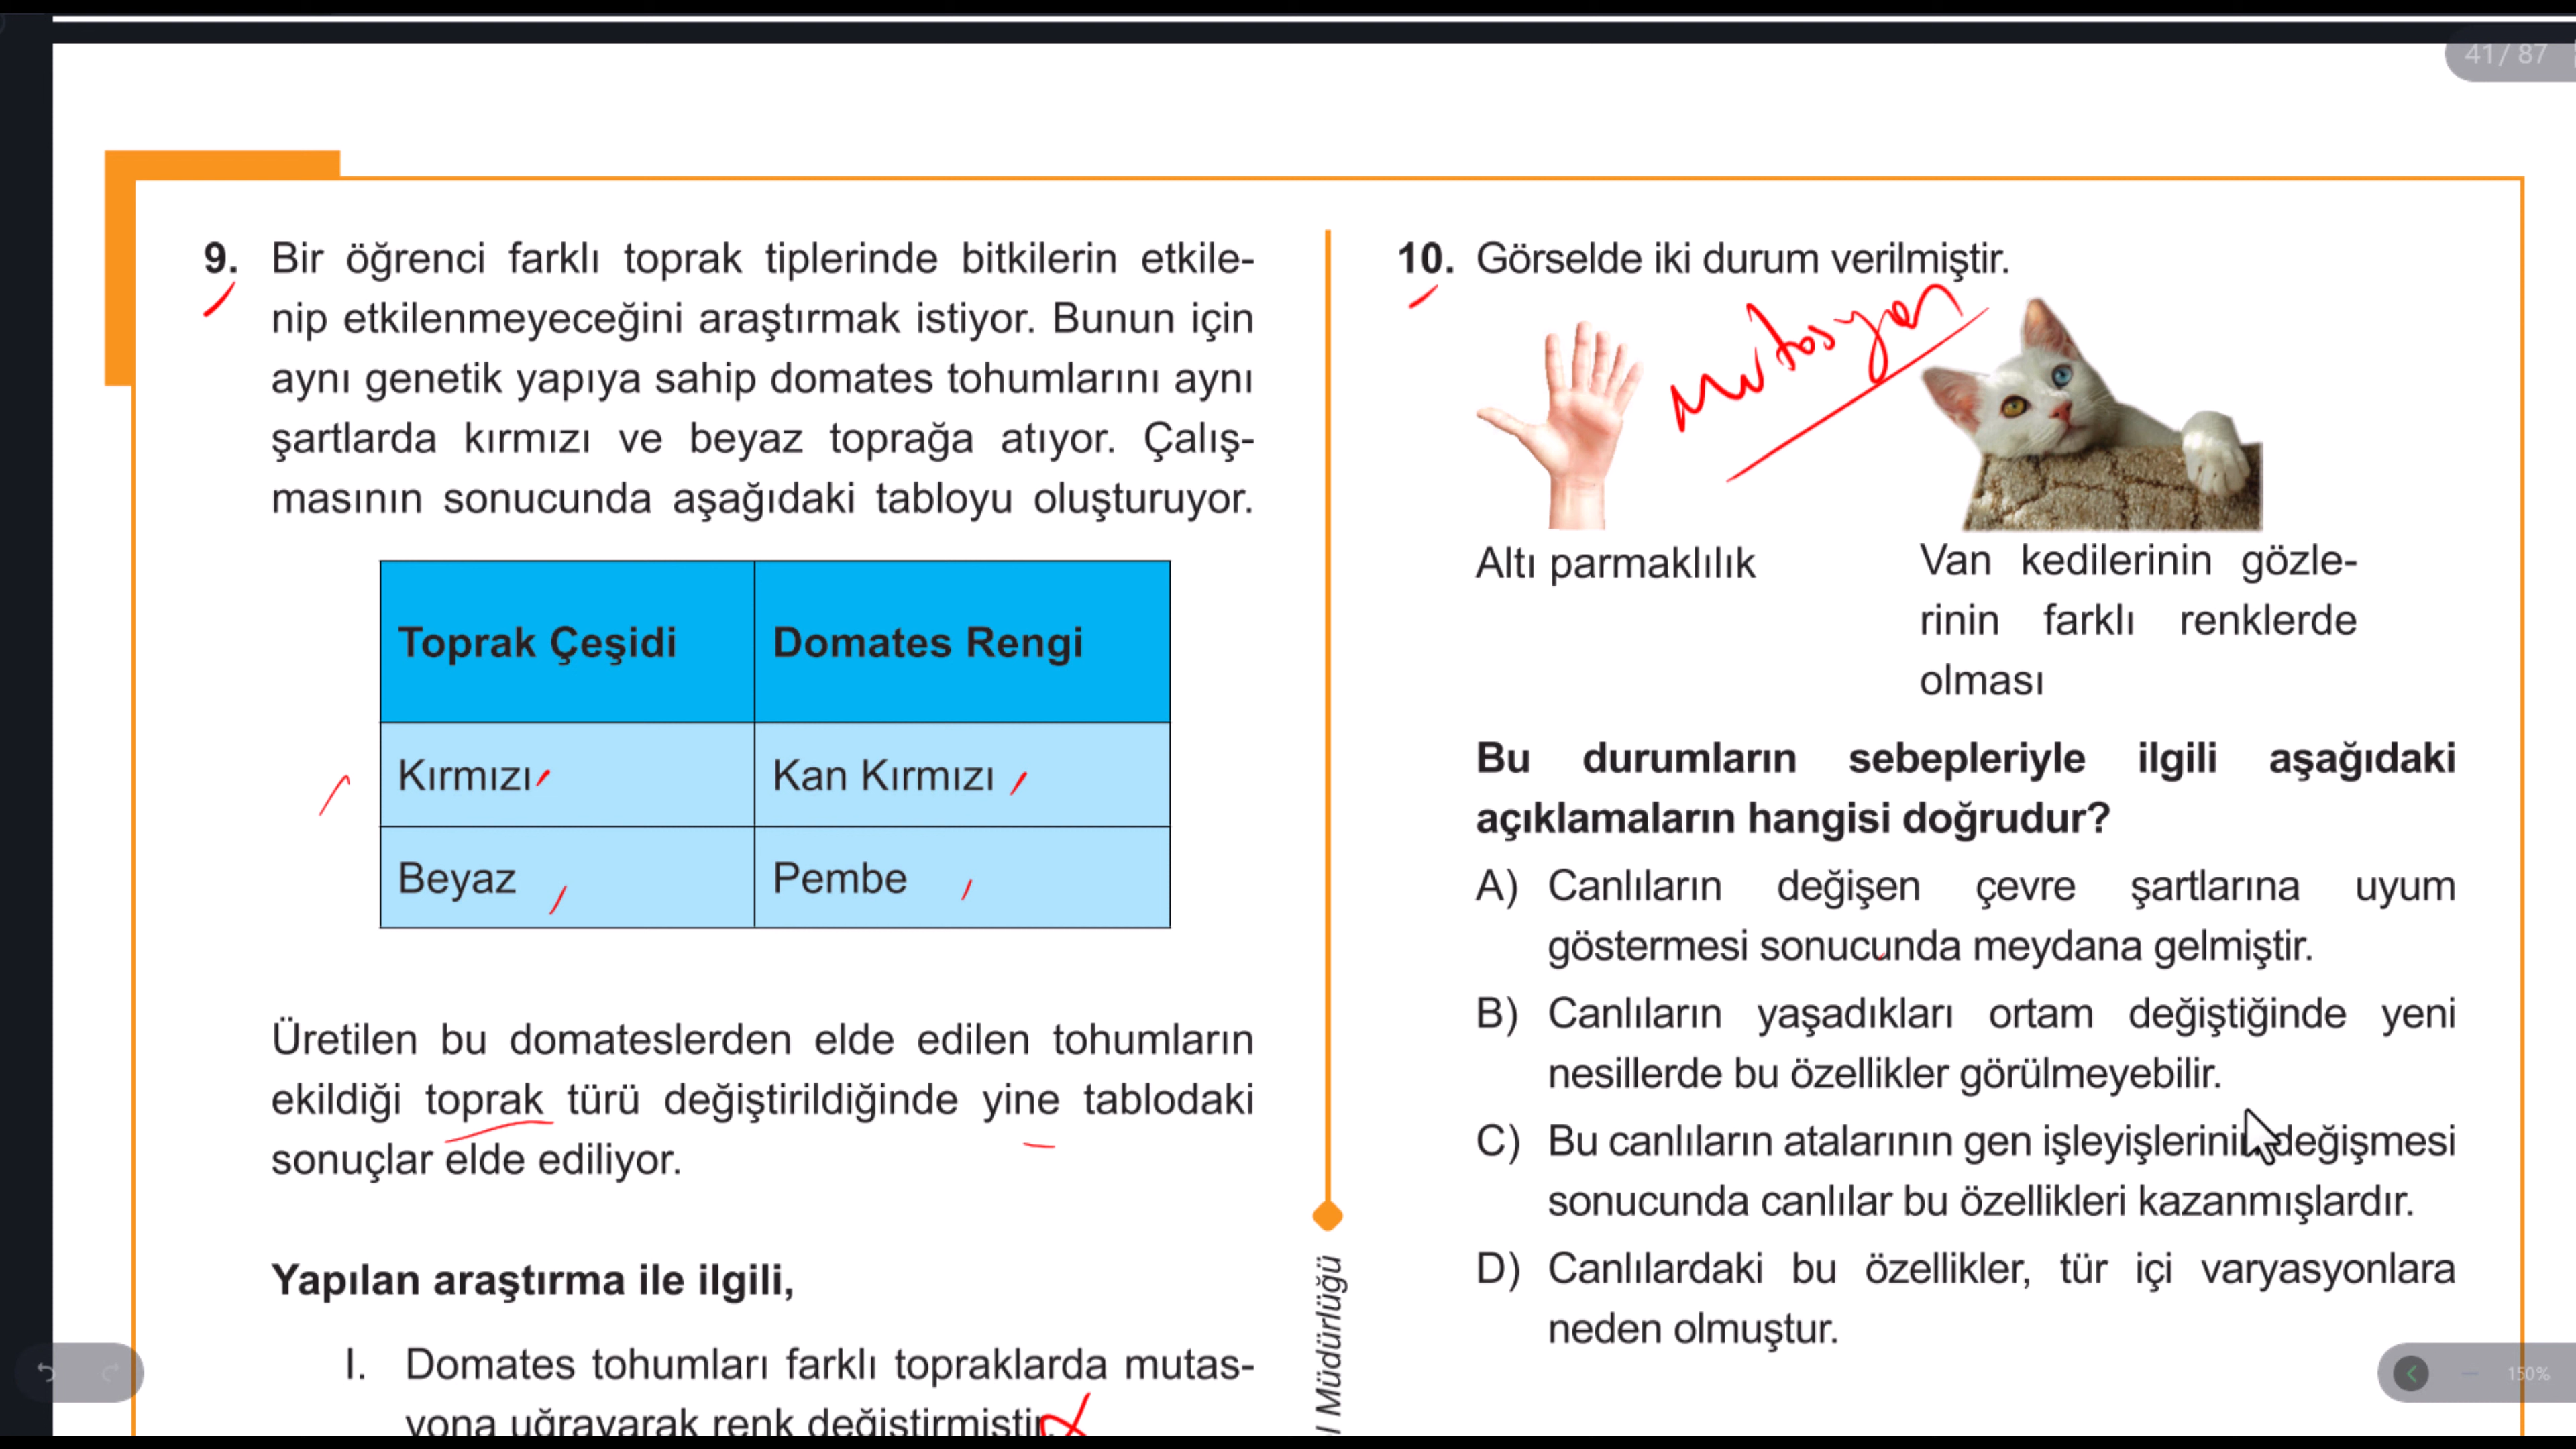 41 / 87
9. Bir öğrenci farklı toprak tiplerinde bitkilerin etkile-
nip etkilenmeyeceğini araştırmak istiyor. Bunun için
aynı genetik yapıya sahip domates tohumlarını aynı
şartlarda kırmızı ve beyaz toprağa atıyor. Çalış-
masının sonucunda aşağıdaki tabloyu oluşturuyor.
Toprak Çeşidi Domates Rengi
Kırmızı Kan Kırmızı
Beyaz Pembe
Üretilen bu domateslerden elde edilen tohumların
ekildiği toprak türü değiştirildiğinde yine tablodaki
sonuçlar elde ediliyor.
Yapılan araştırma ile ilgili,
I. Domates tohumları farklı topraklarda mutas-
yona uğrayarak renk değiştirmiştir.
l Müdürlüğü
10. Görselde iki durum verilmiştir.
mutasyon
Altı parmaklılık
Van kedilerinin gözle-
rinin farklı renklerde
olması
Bu durumların sebepleriyle ilgili aşağıdaki
açıklamaların hangisi doğrudur?
A) Canlıların değişen çevre şartlarına uyum
göstermesi sonucunda meydana gelmiştir.
B) Canlıların yaşadıkları ortam değiştiğinde yeni
nesillerde bu özellikler görülmeyebilir.
C) Bu canlıların atalarının gen işleyişlerinin değişmesi
sonucunda canlılar bu özellikleri kazanmışlardır.
D) Canlılardaki bu özellikler, tür içi varyasyonlara
neden olmuştur.
150%